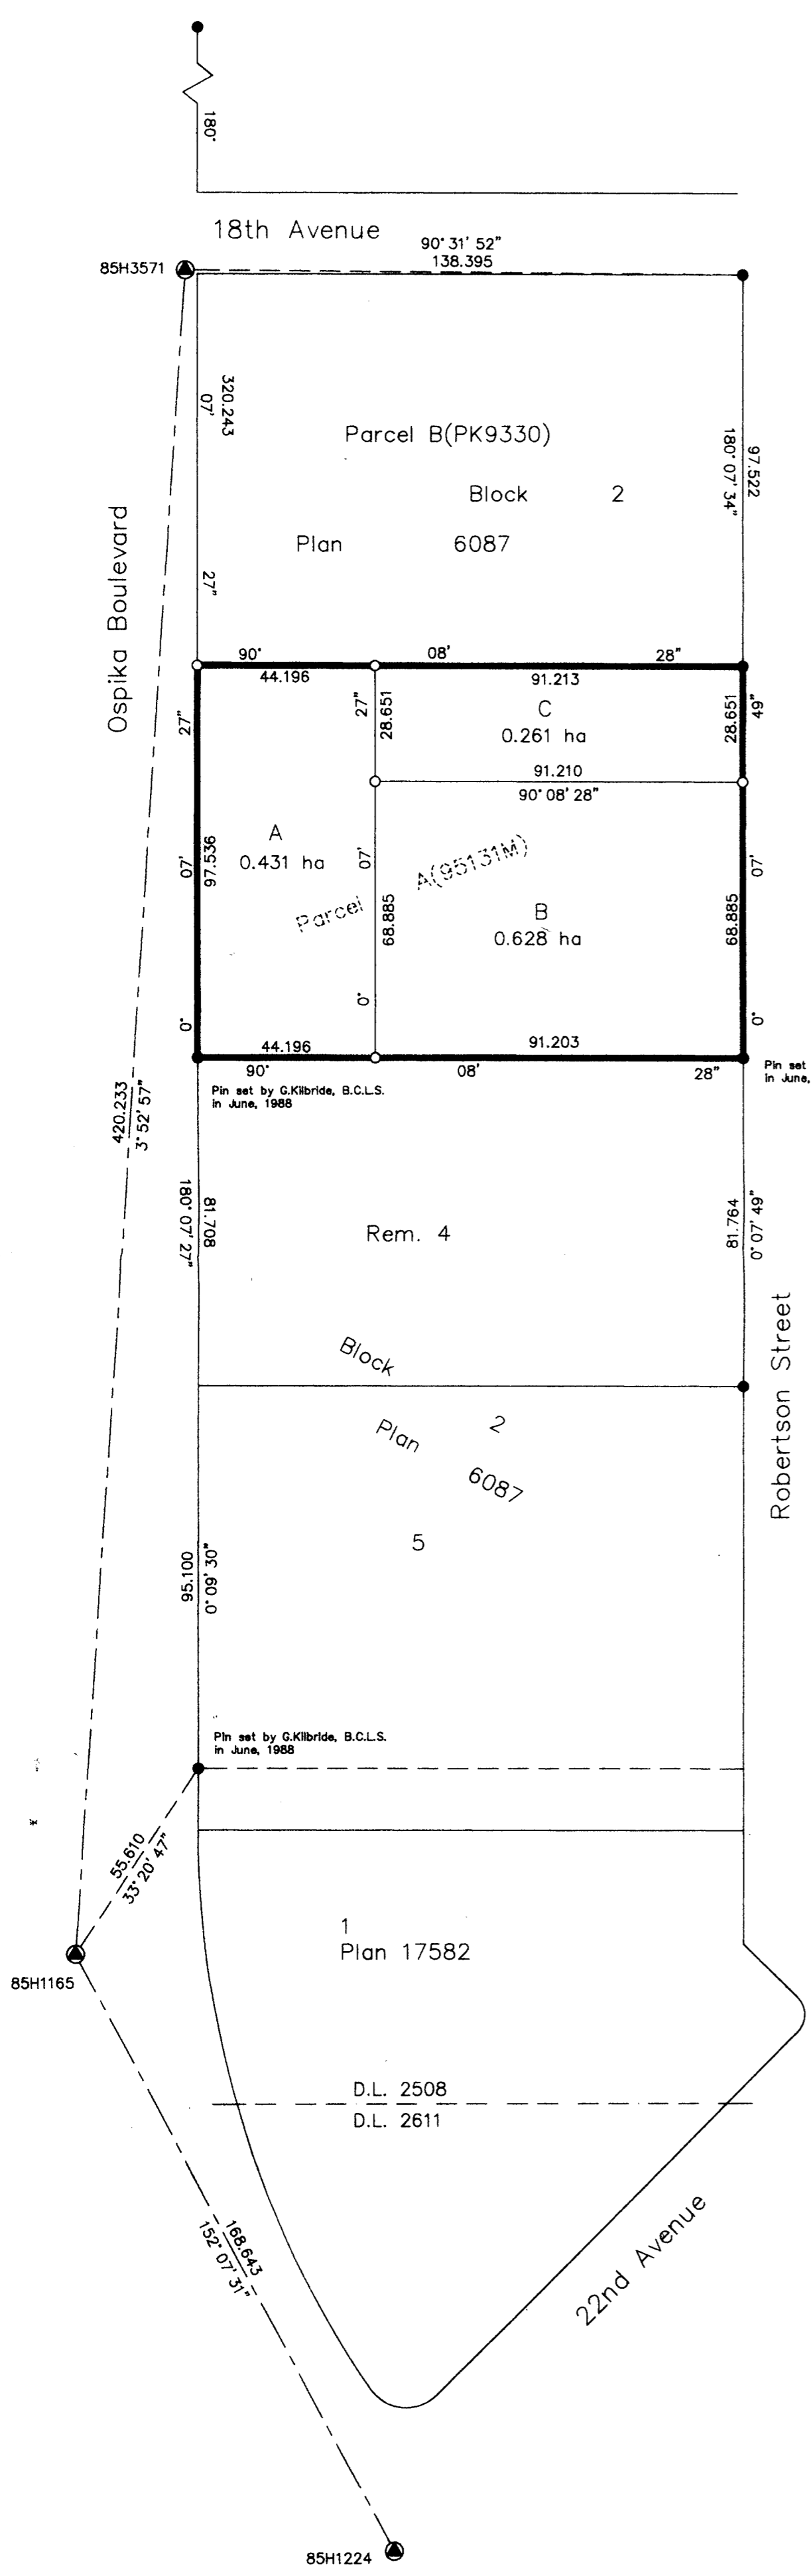 180°
18th Avenue
90° 31' 52"
138.395
85H3571
320.243
07'
27"
Parcel B(PK9330)
Block 2
Plan 6087
97.522
180° 07' 34"
Ospika Boulevard
90° 08' 28"
44.196
91.213
27"
07'
0°
97.536
27"
28.651
C
0.261 ha
28.651
49"
91.210
90° 08' 28"
A
0.431 ha
Parcel A(95131M)
07'
68.885
0°
B
0.628 ha
68.885
07'
0°
44.196
91.203
90° 08' 28"
Pin set by G.Kilbride, B.C.L.S.
in June, 1988
Pin set
in June,
420.233
3° 52' 57"
81.708
180° 07' 27"
Rem. 4
81.764
0° 07' 49"
Robertson Street
Block
2
Plan
6087
5
95.100
0° 09' 30"
Pin set by G.Kilbride, B.C.L.S.
in June, 1988
55.610
33° 20' 47"
85H1165
1
Plan 17582
D.L. 2508
D.L. 2611
168.643
152° 07' 31"
22nd Avenue
85H1224